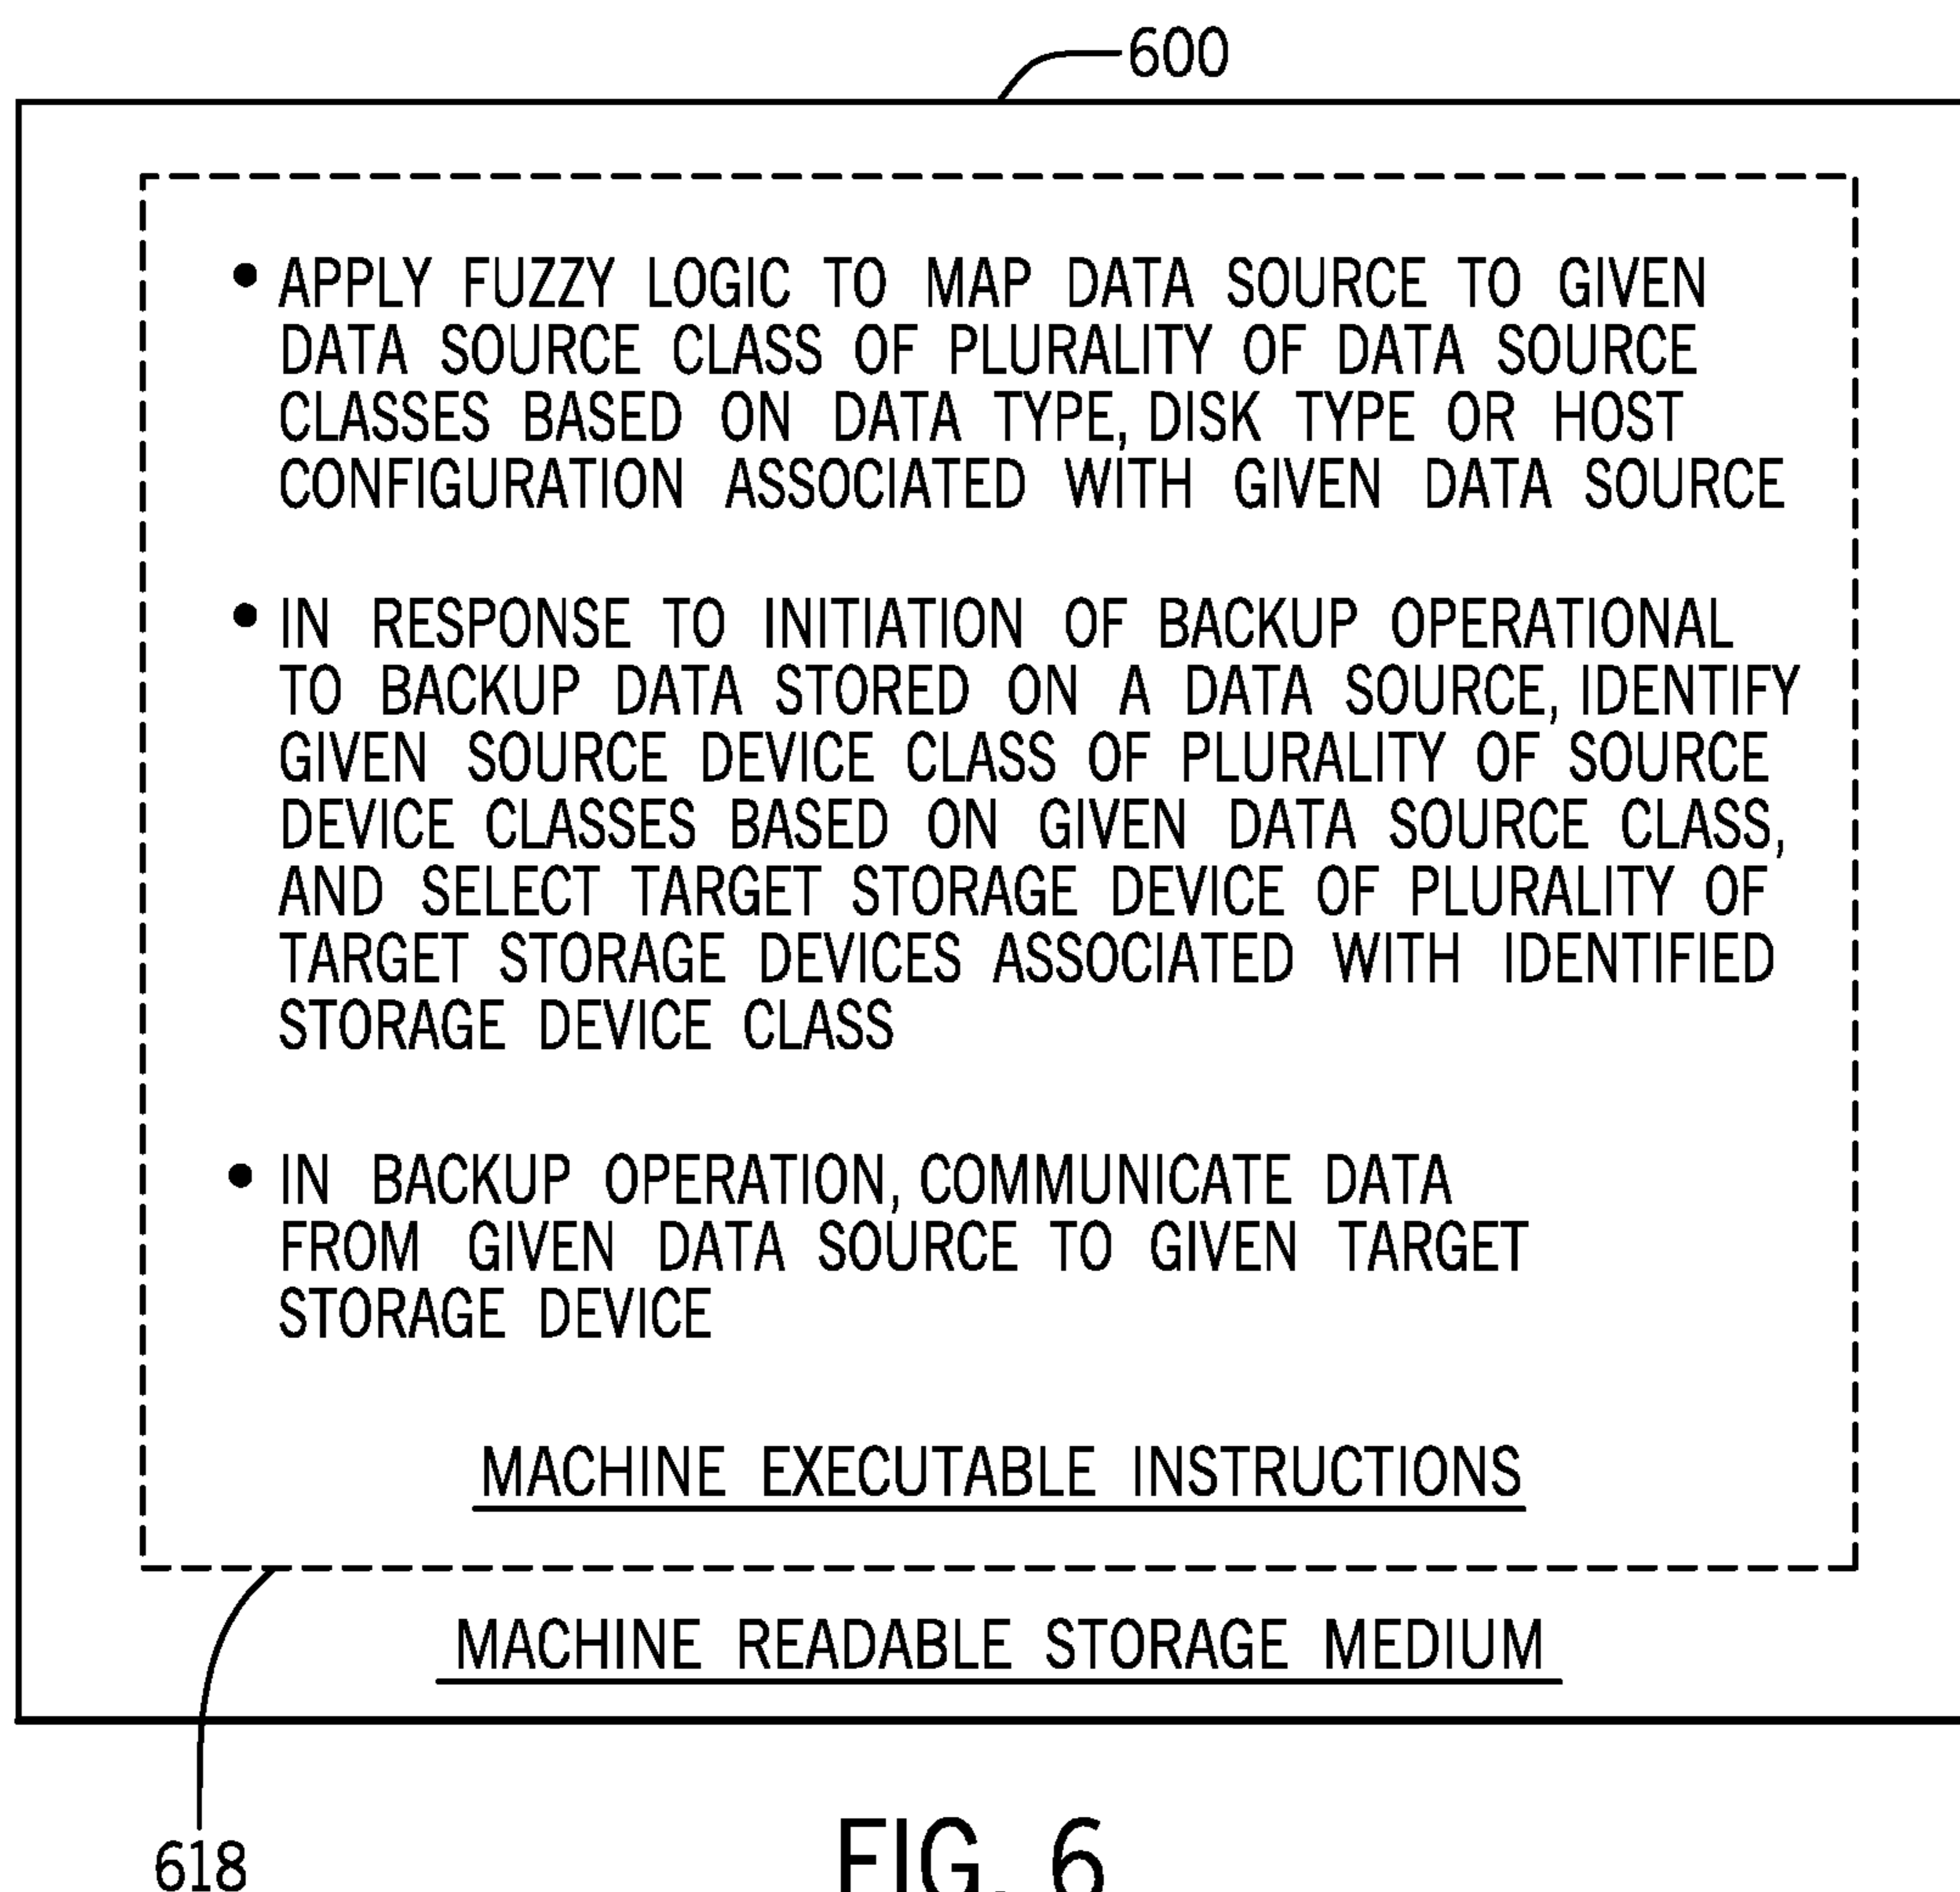 600
• APPLY FUZZY LOGIC TO MAP DATA SOURCE TO GIVEN
DATA SOURCE CLASS OF PLURALITY OF DATA SOURCE
CLASSES BASED ON DATA TYPE, DISK TYPE OR HOST
CONFIGURATION ASSOCIATED WITH GIVEN DATA SOURCE
• IN RESPONSE TO INITIATION OF BACKUP OPERATIONAL
TO BACKUP DATA STORED ON A DATA SOURCE, IDENTIFY
GIVEN SOURCE DEVICE CLASS OF PLURALITY OF SOURCE
DEVICE CLASSES BASED ON GIVEN DATA SOURCE CLASS,
AND SELECT TARGET STORAGE DEVICE OF PLURALITY OF
TARGET STORAGE DEVICES ASSOCIATED WITH IDENTIFIED
STORAGE DEVICE CLASS
• IN BACKUP OPERATION, COMMUNICATE DATA
FROM GIVEN DATA SOURCE TO GIVEN TARGET
STORAGE DEVICE
MACHINE EXECUTABLE INSTRUCTIONS
MACHINE READABLE STORAGE MEDIUM
618
FIG. 6